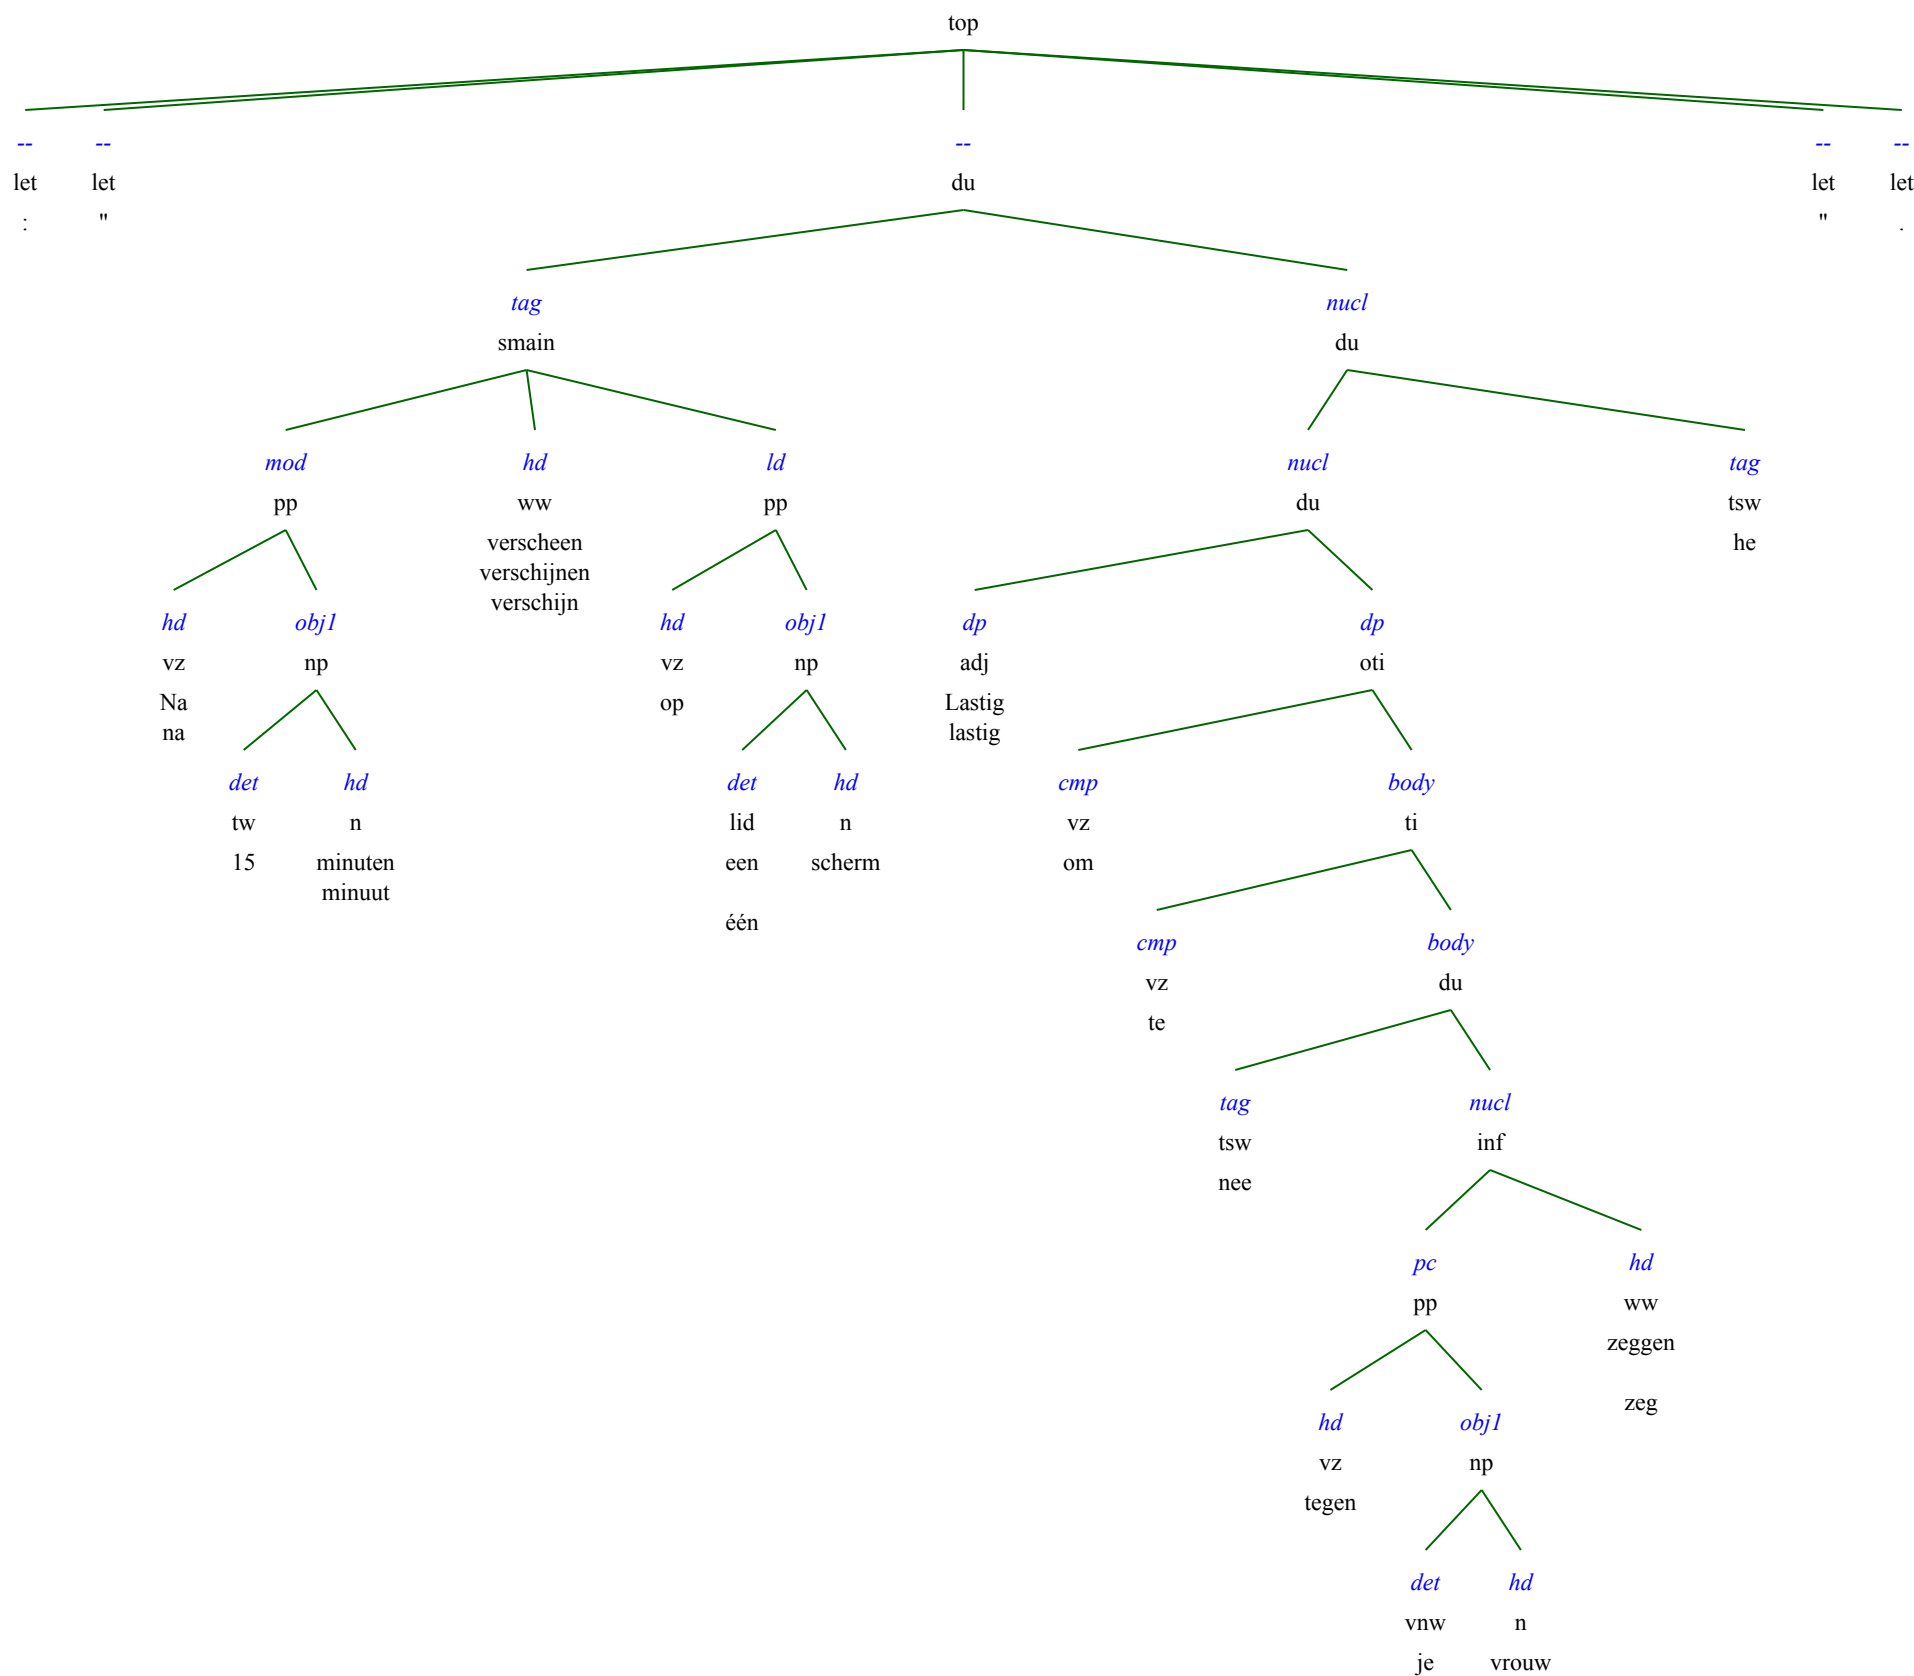 top
-- -- -- -- --
let let du let let
: " " .
tag nucl
smain du
mod hd ld nucl tag
pp ww pp du tsw
verscheen he
verschijnen
verschijn
hd obj1 hd obj1 dp dp
vz np vz np adj oti
Na op Lastig
na lastig
det hd det hd cmp body
tw n lid n vz ti
15 minuten een scherm om
minuut
één
cmp body
vz du
te
tag nucl
tsw inf
nee
pc hd
pp ww
zeggen
zeg
hd obj1
vz np
tegen
det hd
vnw n
je vrouw